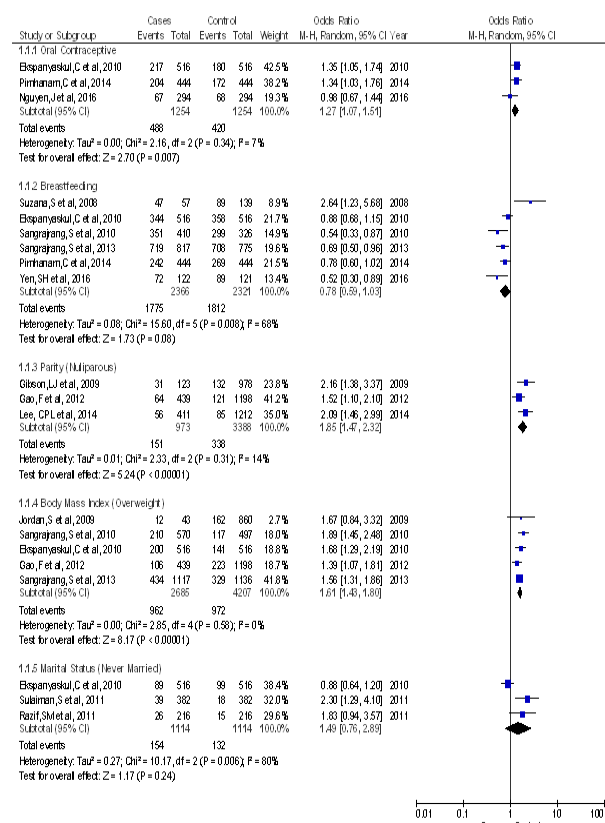 Cases Control Odds Ratio Odds Ratio
Study or Subgroup Events Total Events Total Weight M-H, Random, 95% CI Year M-H, Random, 95% CI
1.1.1 Oral Contraceptive
Ekspanyaskul,C et al,2010 217 516 180 516 42.5% 1.35 [1.05, 1.74] 2010
Pimhanam,C et al,2014 204 444 172 444 40.3% 1.34 [1.03, 1.76] 2014
Nguyen,J et al,2016 67 294 68 294 17.2% 0.98 [0.67, 1.44] 2016
Subtotal (95% CI) 1254 1254 100.0% 1.27 [1.07, 1.51]
Total events 488 420
Heterogeneity: Tau² = 0.00; Chi² = 2.16, df = 2 (P = 0.34); I² = 7%
Test for overall effect: Z = 2.70 (P = 0.007)
1.1.2 Breastfeeding
Suzana,S et al,2008 47 57 89 139 8.9% 2.64 [1.23, 5.68] 2008
Ekspanyaskul,C et al,2010 344 516 358 516 21.7% 0.88 [0.68, 1.15] 2010
Sangrajrang,S et al,2010 351 410 299 326 14.9% 0.54 [0.33, 0.87] 2010
Sangrajrang,S et al,2013 719 817 708 775 19.4% 0.69 [0.50, 0.96] 2013
Pimhanam,C et al,2014 242 444 269 444 21.4% 0.78 [0.60, 1.02] 2014
Yen,SH et al,2016 72 122 89 121 13.7% 0.52 [0.30, 0.89] 2016
Subtotal (95% CI) 2366 2321 100.0% 0.78 [0.59, 1.03]
Total events 1775 1812
Heterogeneity: Tau² = 0.08; Chi² = 15.60, df = 5 (P = 0.008); I² = 68%
Test for overall effect: Z = 1.73 (P = 0.08)
1.1.3 Parity (Nuliparous)
Gibson,LJ et al,2009 31 123 132 978 23.8% 2.16 [1.38, 3.37] 2009
Gao,F et al,2012 64 439 121 1198 41.2% 1.52 [1.10, 2.10] 2012
Lee, CPL et al,2014 56 411 85 1212 35.0% 2.09 [1.46, 2.99] 2014
Subtotal (95% CI) 973 3388 100.0% 1.85 [1.47, 2.32]
Total events 151 338
Heterogeneity: Tau² = 0.01; Chi² = 2.33, df = 2 (P = 0.31); I² = 14%
Test for overall effect: Z = 5.24 (P < 0.00001)
1.1.4 Body Mass Index (Overweight)
Jordan,S et al,2009 12 43 162 860 2.7% 1.67 [0.84, 3.32] 2009
Sangrajrang,S et al,2010 210 570 117 497 18.0% 1.89 [1.45, 2.48] 2010
Ekspanyaskul,C et al,2010 200 516 141 516 18.8% 1.68 [1.29, 2.19] 2010
Gao,F et al,2012 106 439 223 1198 18.7% 1.39 [1.07, 1.81] 2012
Sangrajrang,S et al,2013 434 1117 329 1136 41.8% 1.56 [1.31, 1.86] 2013
Subtotal (95% CI) 2685 4207 100.0% 1.61 [1.43, 1.80]
Total events 962 972
Heterogeneity: Tau² = 0.00; Chi² = 2.85, df = 4 (P = 0.58); I² = 0%
Test for overall effect: Z = 8.17 (P < 0.00001)
1.1.5 Marital Status (Never Married)
Ekspanyaskul,C et al,2010 89 516 99 516 38.4% 0.88 [0.64, 1.20] 2010
Sulaiman,S et al,2011 39 382 18 382 32.0% 2.30 [1.29, 4.10] 2011
Razif,SM et al,2011 26 216 15 216 29.6% 1.83 [0.94, 3.57] 2011
Subtotal (95% CI) 1114 1114 100.0% 1.49 [0.76, 2.89]
Total events 154 132
Heterogeneity: Tau² = 0.27; Chi² = 10.17, df = 2 (P = 0.006); I² = 80%
Test for overall effect: Z = 1.17 (P = 0.24)
0.01 0.1 1 10 100